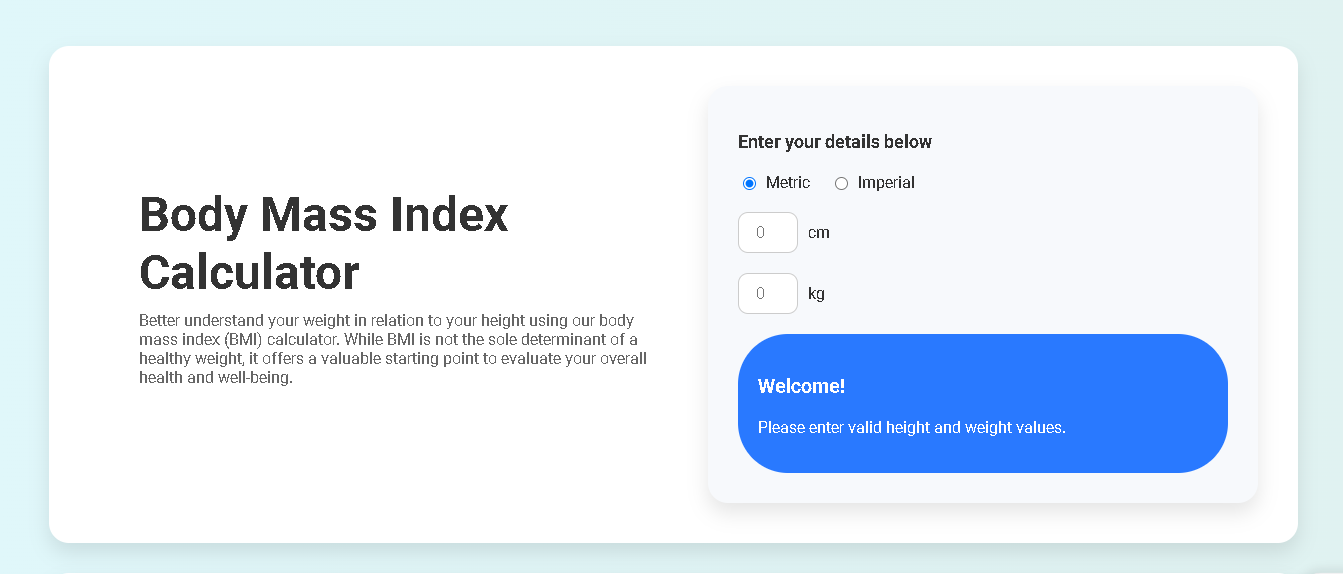 Body Mass Index
Calculator
Better understand your weight in relation to your height using our body
mass index (BMI) calculator. While BMI is not the sole determinant of a
healthy weight, it offers a valuable starting point to evaluate your overall
health and well-being.
Enter your details below
Metric Imperial
0 cm
0 kg
Welcome!
Please enter valid height and weight values.